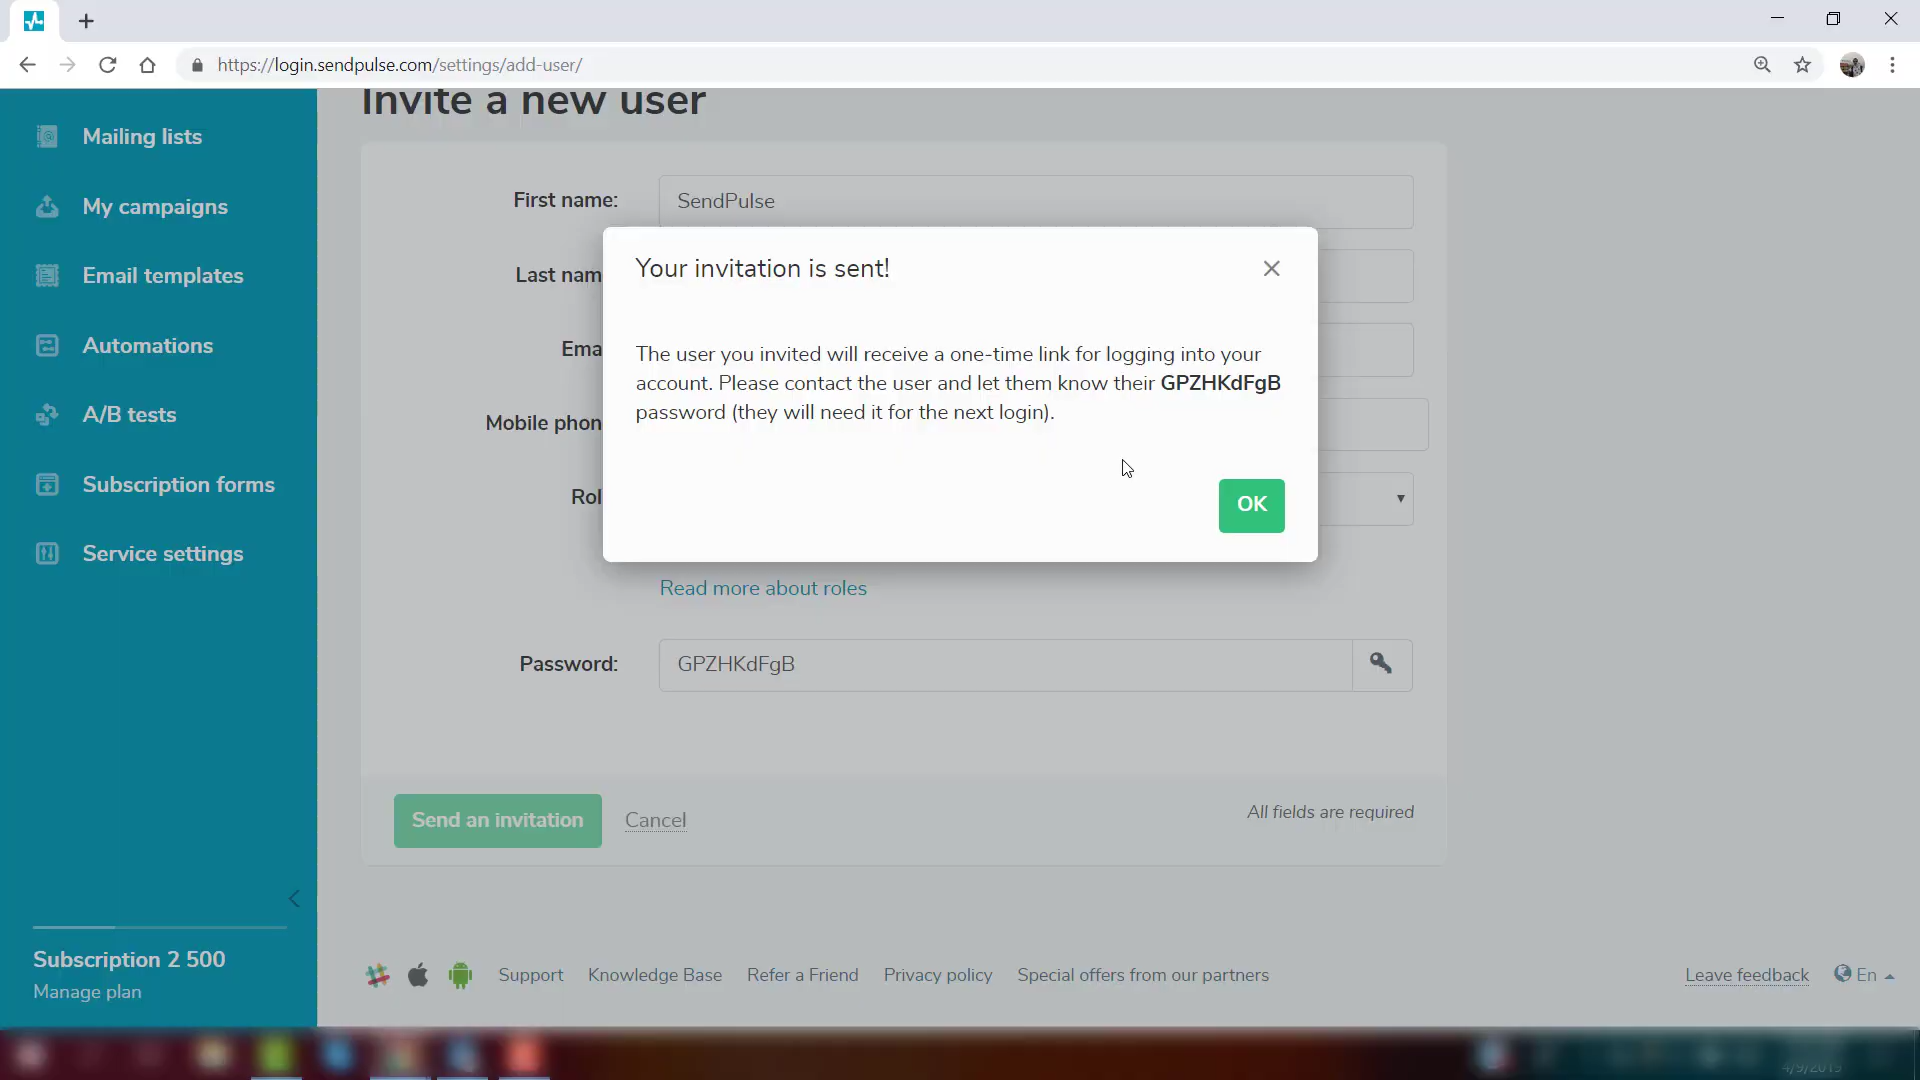 https://login.sendpulse.com/settings/add-user/
Invite a new user
Mailing lists
My campaigns
Email templates
Automations
A/B tests
Subscription forms
Service settings
Subscription 2 500
Manage plan
First name:
SendPulse
Last nam
Ema
Mobile phon
Rol
Your invitation is sent!
The user you invited will receive a one-time link for logging into your
account. Please contact the user and let them know their GPZHKdFgB
password (they will need it for the next login).
OK
Read more about roles
Password:
GPZHKdFgB
Send an invitation
Cancel
All fields are required
Support
Knowledge Base
Refer a Friend
Privacy policy
Special offers from our partners
Leave feedback
En
4/9/2019